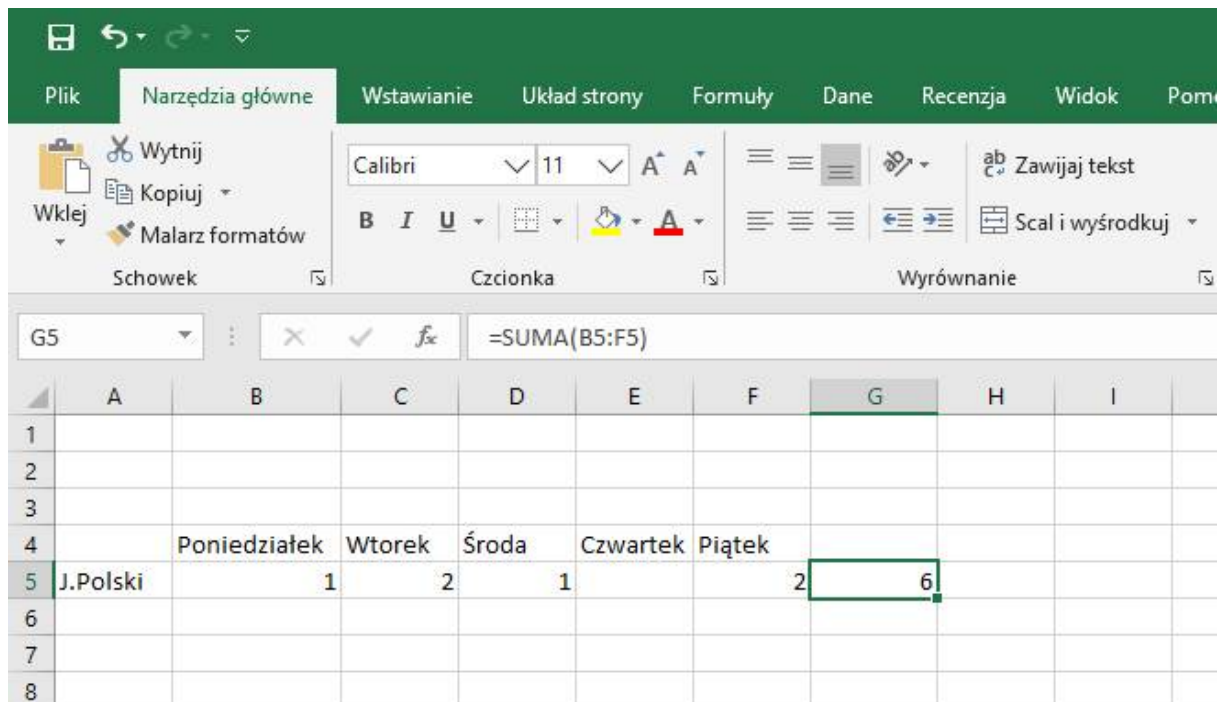 Plik Narzędzia główne Wstawianie Układ strony Formuły Dane Recenzja Widok
Wklej
Wytnij
Kopiuj
Malarz formatów
Schowek
Calibri 11 A A
B I U A
Czcionka
ab Zawijaj tekst
Scal i wyśrodkuj
Wyrównanie
G5 fx =SUMA(B5:F5)
A B C D E F G H I
1
2
3
4 Poniedziałek Wtorek Środa Czwartek Piątek
5 J.Polski 1 2 1 2 6
6
7
8